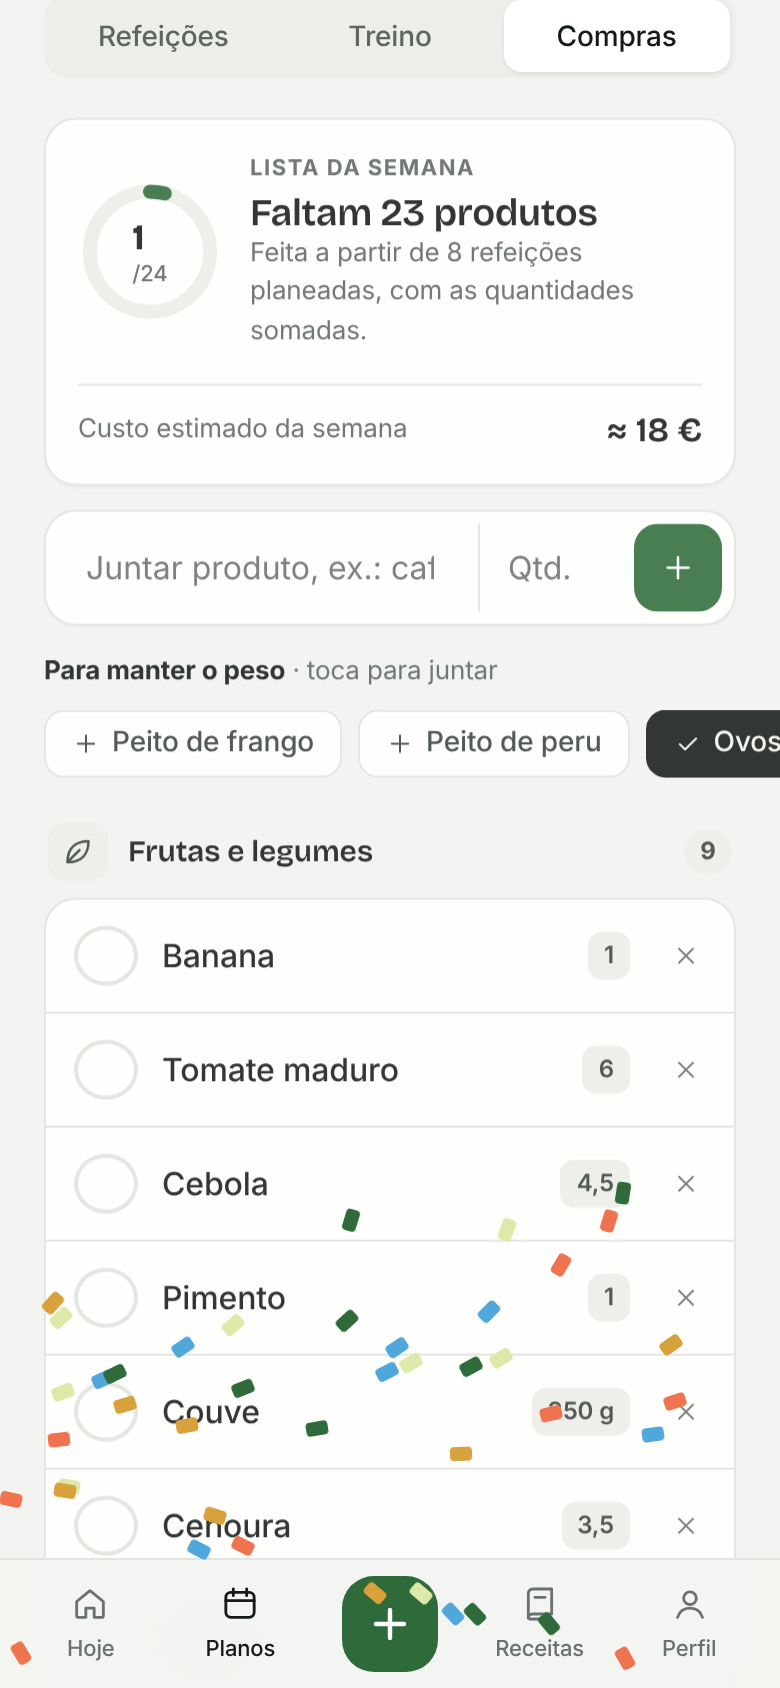 Refeições Treino Compras
LISTA DA SEMANA
Faltam 23 produtos
1
/24
Feita a partir de 8 refeições
planeadas, com as quantidades
somadas.
Custo estimado da semana ≈ 18 €
Juntar produto, ex.: caf Qtd. +
Para manter o peso · toca para juntar
+ Peito de frango + Peito de peru ✓ Ovos
Frutas e legumes 9
Banana 1 ×
Tomate maduro 6 ×
Cebola 4,5 ×
Pimento 1 ×
Couve 50 g ×
Cenoura 3,5 ×
Hoje Planos + Receitas Perfil